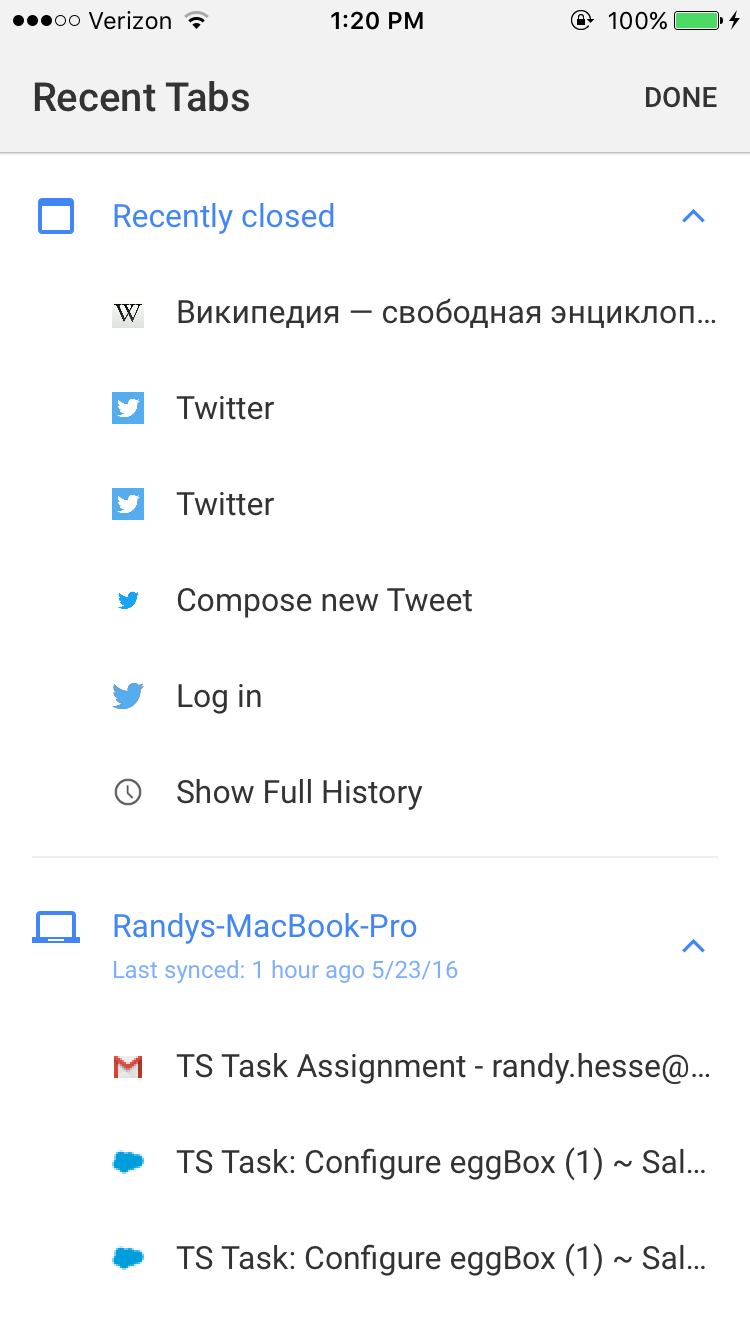 Verizon 1:20 PM 100%
Recent Tabs DONE
Recently closed
W Википедия — свободная энциклоп...
Twitter
Twitter
Compose new Tweet
Log in
Show Full History
Randys-MacBook-Pro
Last synced: 1 hour ago 5/23/16
TS Task Assignment - randy.hesse@...
TS Task: Configure eggBox (1) ~ Sal...
TS Task: Configure eggBox (1) ~ Sal...